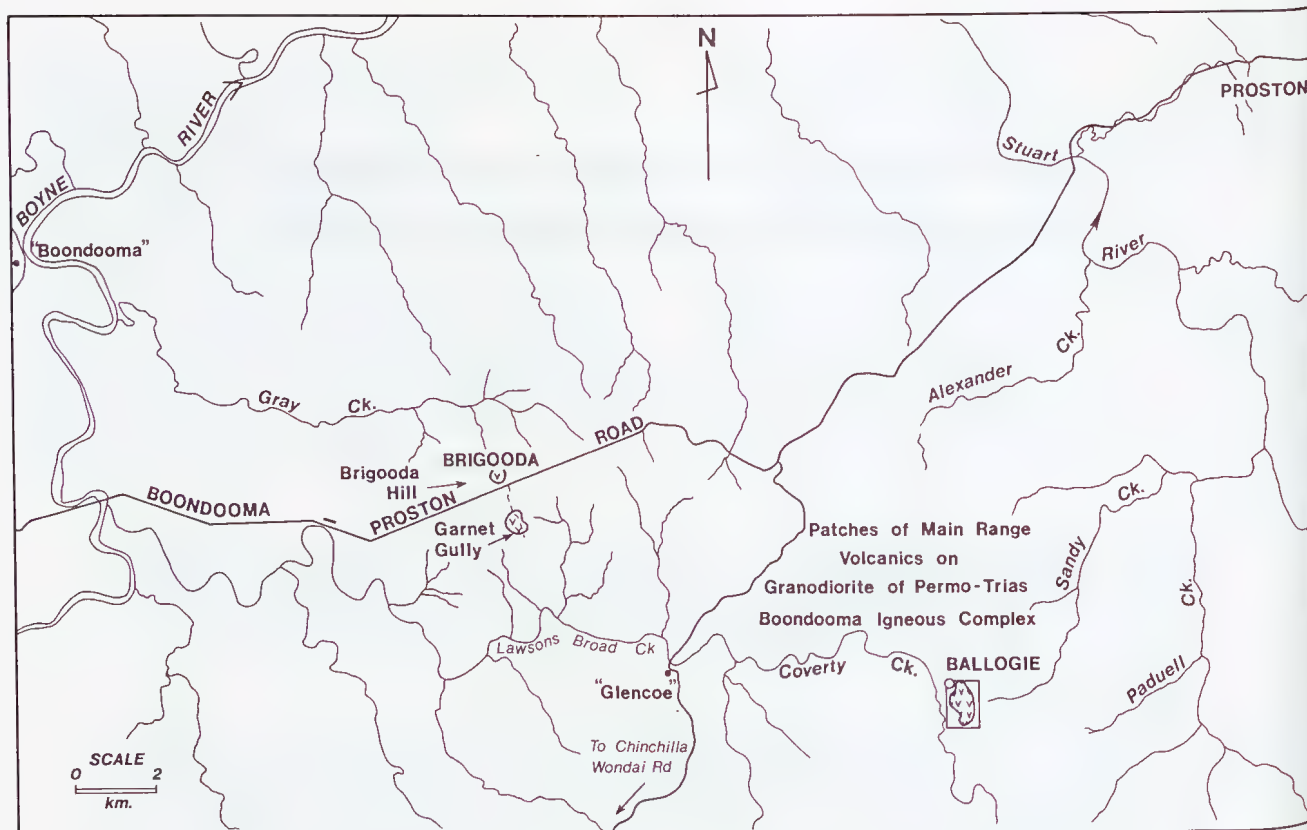 N
PROSTON
RIVER
Stuart
BOYNE
"Boondooma"
River
Ck.
Alexander
Gray Ck.
ROAD
BRIGOODA
Brigooda
Hill
PROSTON
BOONDOOMA
Garnet
Gully
Ck.
Sandy
Patches of Main Range
Volcanics on
Granodiorite of Permo-Trias
Boondooma Igneous Complex
Ck.
Lawsons Broad Ck
Coverty Ck.
BALLOGIE
"Glencoe"
Paduell
To Chinchilla
Wondai Rd
SCALE
0 2
km.